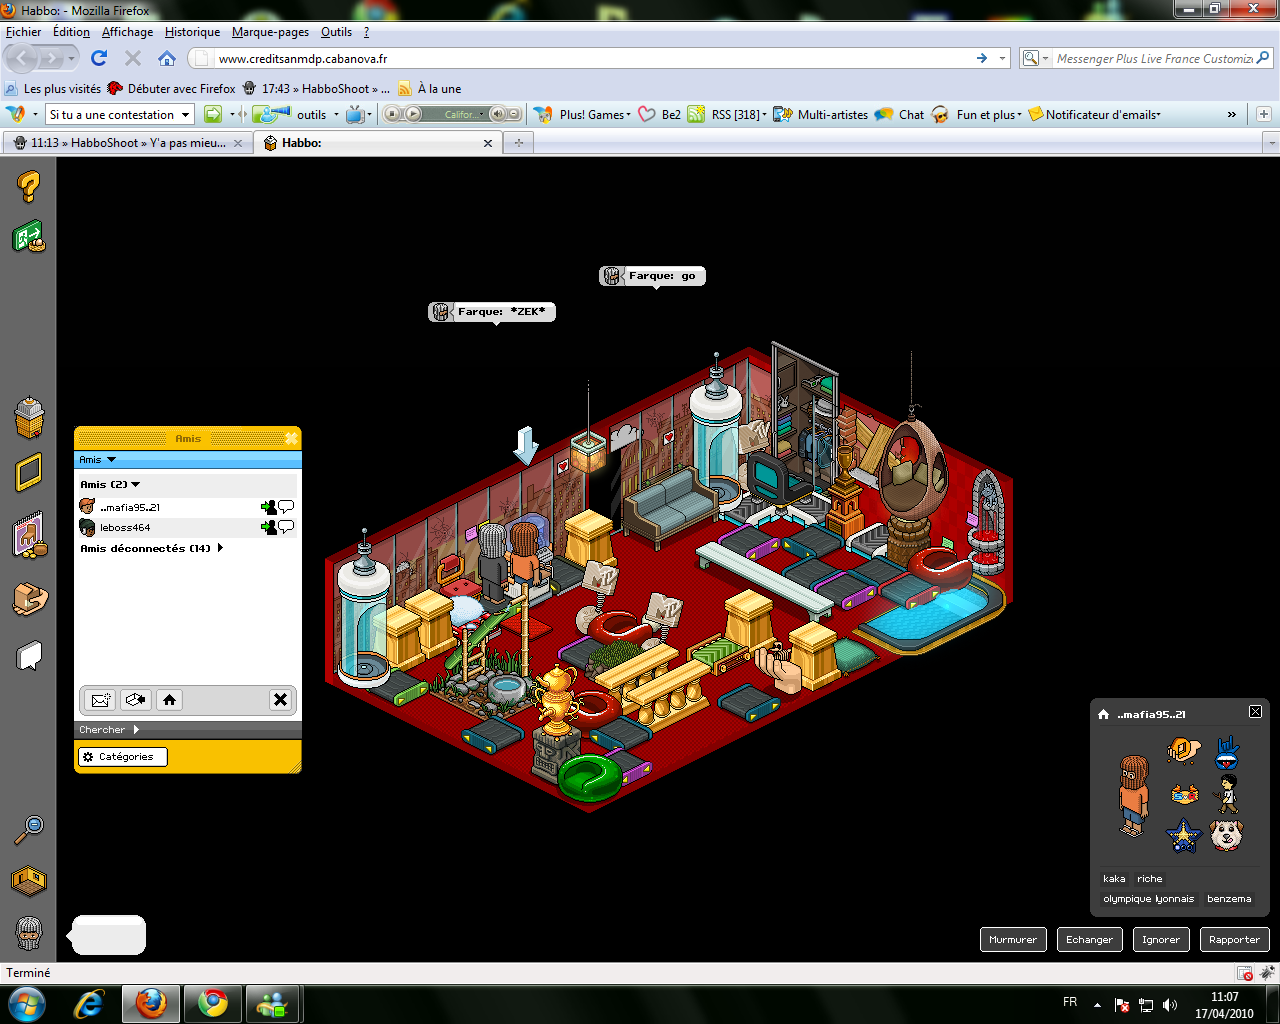 Habbo: - Mozilla Firefox
Fichier Édition Affichage Historique Marque-pages Outils ?
www.creditsanmdp.cabanova.fr
Messenger Plus Live France Customiz
Les plus visités Débuter avec Firefox 17:43 » HabboShoot » ... À la une
Si tu a une contestation outils Califor... Plus! Games Be2 RSS [318] Multi-artistes Chat Fun et plus Notificateur d'emails »
11:13 » HabboShoot » Y'a pas mieu... Habbo:
Farque: go
Farque: *ZEK*
Amis
Amis
Amis (2)
..mafia95..21
leboss464
Amis déconnectés (14)
Chercher
Catégories
MTV
MTV
MTV
..mafia95..21
kaka riche
olympique lyonnais benzema
Murmurer Echanger Ignorer Rapporter
Terminé
FR
11:07
17/04/2010